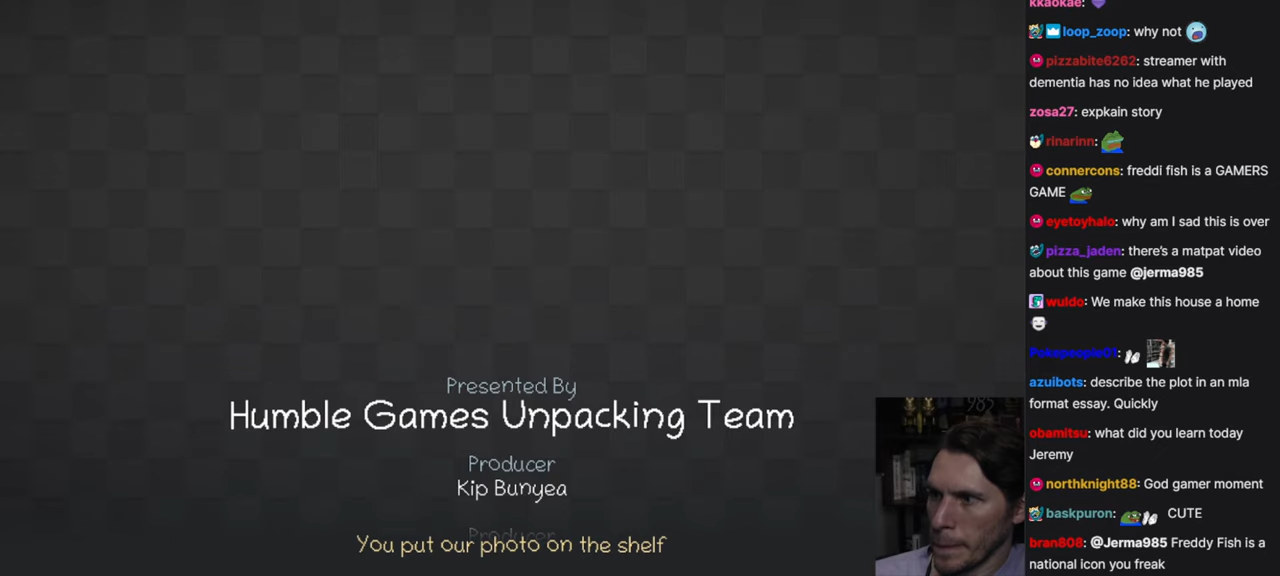 Presented By
Humble Games Unpacking Team
Producer
Kip Bunyea
Producer
You put our photo on the shelf
985
kkaokae:
loop_zoop: why not
pizzabite6262: streamer with
dementia has no idea what he played
zosa27: expkain story
rinarinn:
connercons: freddi fish is a GAMERS
GAME
eyetoyhalo: why am I sad this is over
pizza_jaden: there's a matpat video
about this game @jerma985
wuldo: We make this house a home
Pokepeople01:
azuibots: describe the plot in an mla
format essay. Quickly
obamitsu: what did you learn today
Jeremy
northknight88: God gamer moment
baskpuron: CUTE
bran808: @Jerma985 Freddy Fish is a
national icon you freak